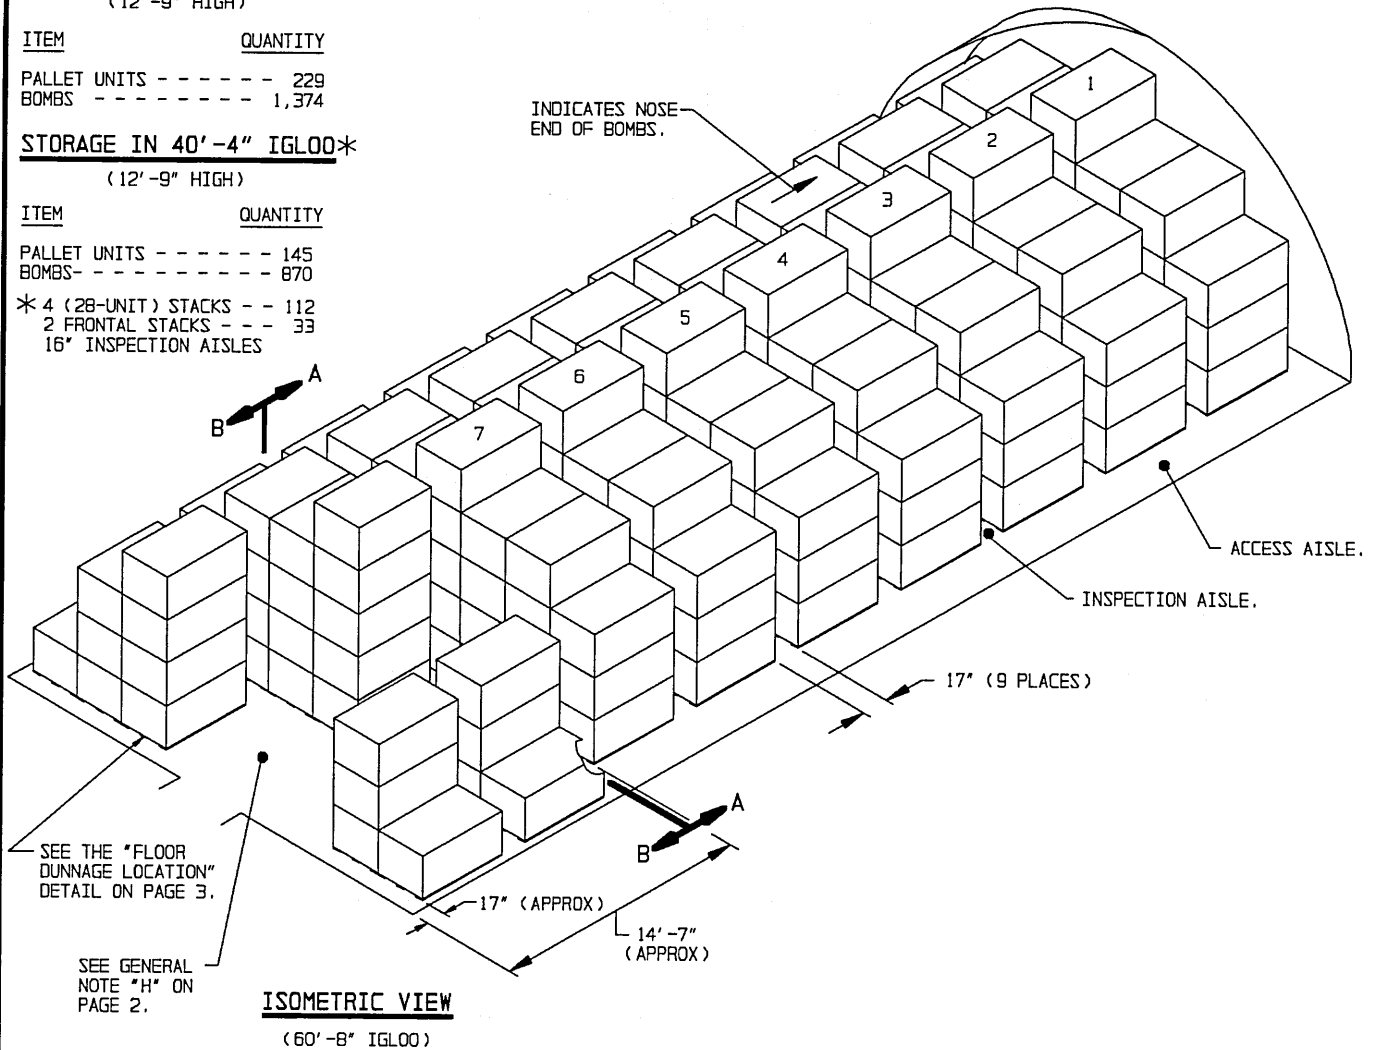 (12'-9" HIGH)
ITEM QUANTITY
PALLET UNITS - - - - - - 229
BOMBS - - - - - - - - 1,374
STORAGE IN 40'-4" IGLOO*
(12'-9" HIGH)
ITEM QUANTITY
PALLET UNITS - - - - - - 145
BOMBS- - - - - - - - - 870
* 4 (28-UNIT) STACKS - - 112
2 FRONTAL STACKS - - - 33
16" INSPECTION AISLES
INDICATES NOSE
END OF BOMBS.
1
2
3
4
5
6
7
A
B
ACCESS AISLE.
INSPECTION AISLE.
17" (9 PLACES)
A
B
17" (APPROX)
14'-7"
(APPROX)
SEE THE "FLOOR
DUNNAGE LOCATION"
DETAIL ON PAGE 3.
SEE GENERAL
NOTE "H" ON
PAGE 2.
ISOMETRIC VIEW
(60'-8" IGLOO)